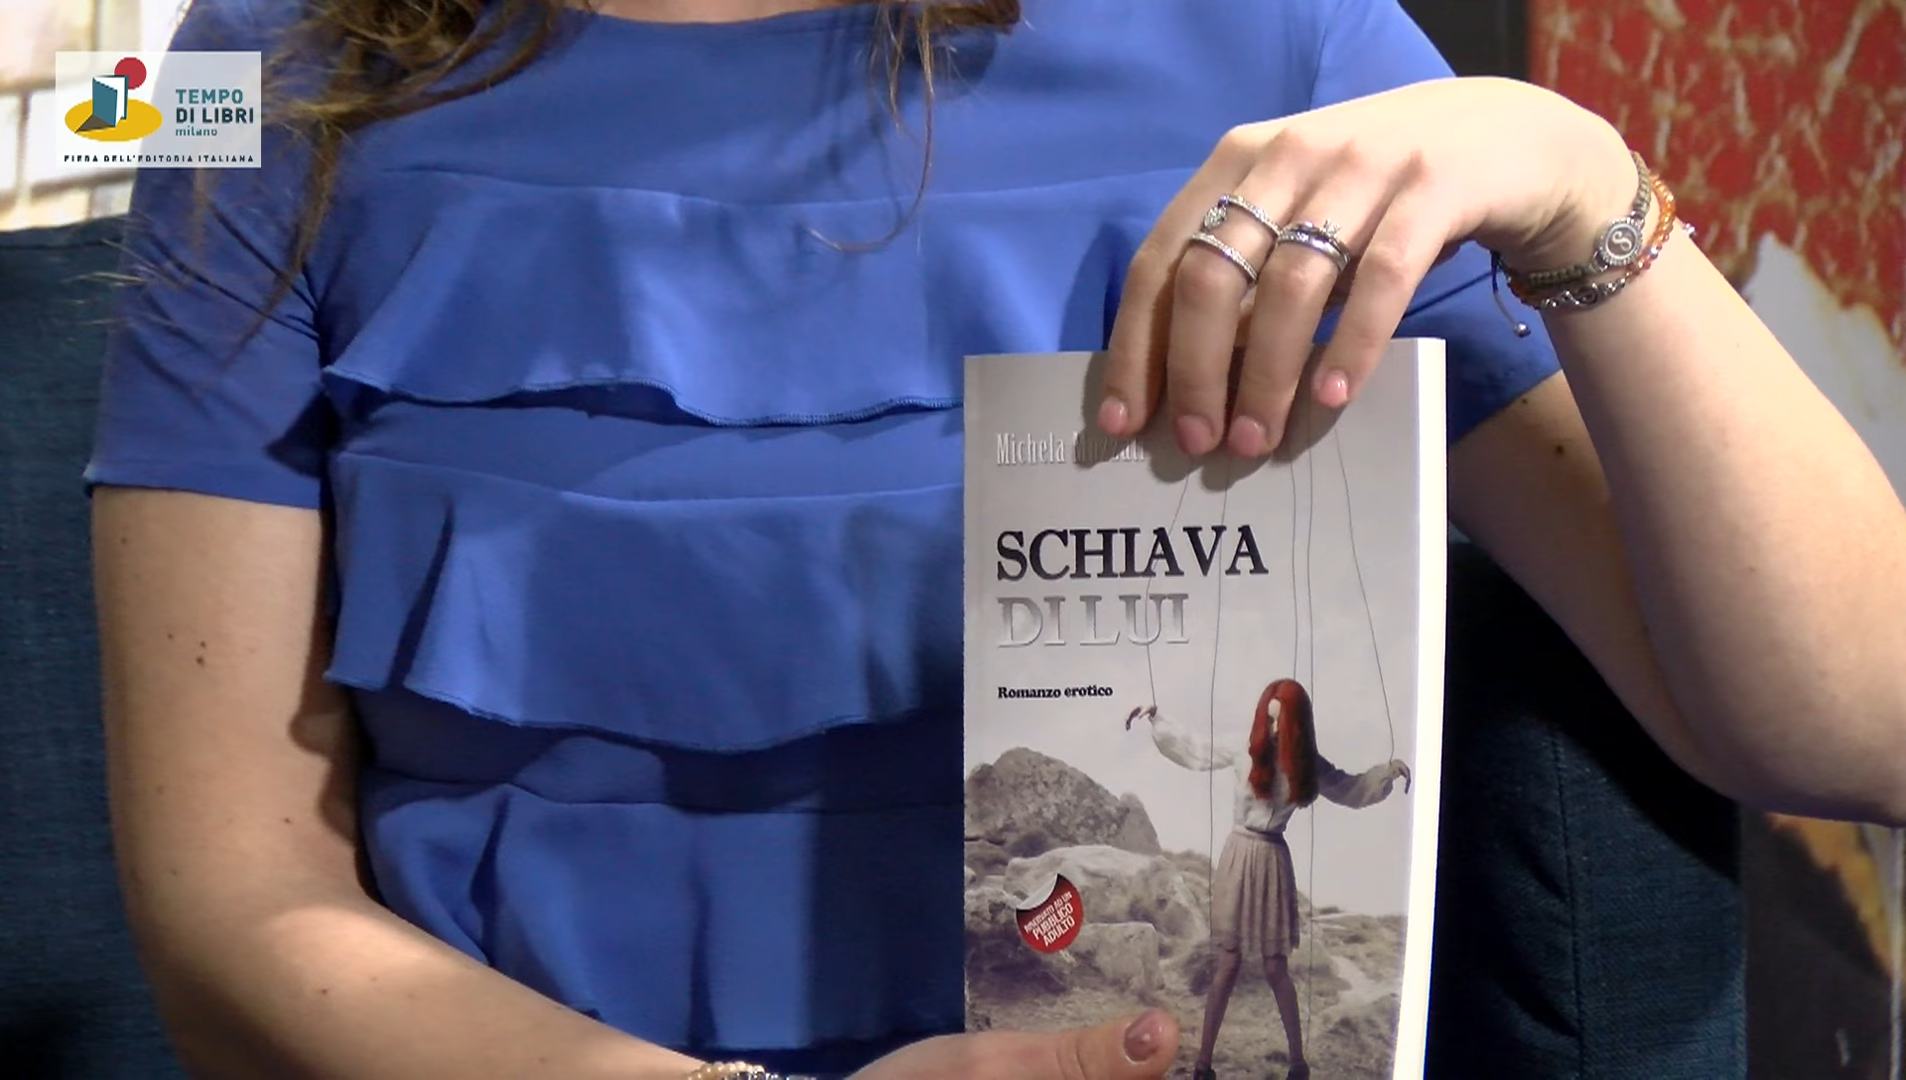 TEMPO
DI LIBRI
milano
FIERA DELL'EDITORIA ITALIANA
Michela
SCHIAVA
DI LUI
Romanzo erotico
RISERVATO AD UN
PUBBLICO
ADULTO
S